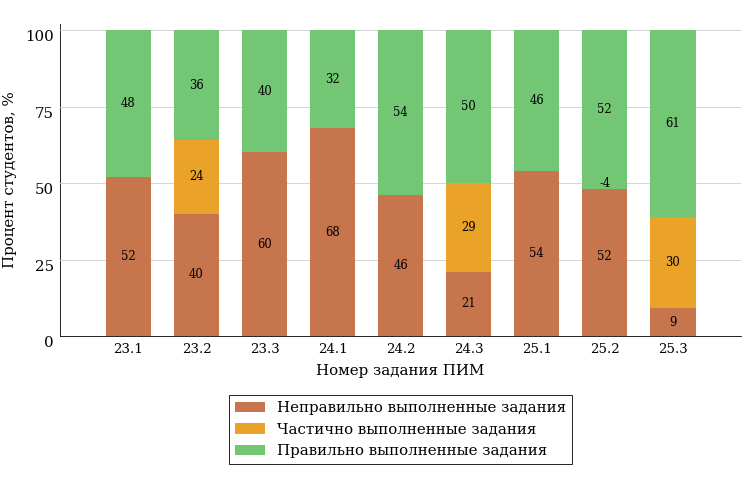 Процент студентов, %
100
75
50
25
0
48 36 40 32 54 50 46 52 61
24 29 -4 30
52 40 60 68 46 21 54 52 9
23.1 23.2 23.3 24.1 24.2 24.3 25.1 25.2 25.3
Номер задания ПИМ
Неправильно выполненные задания
Частично выполненные задания
Правильно выполненные задания